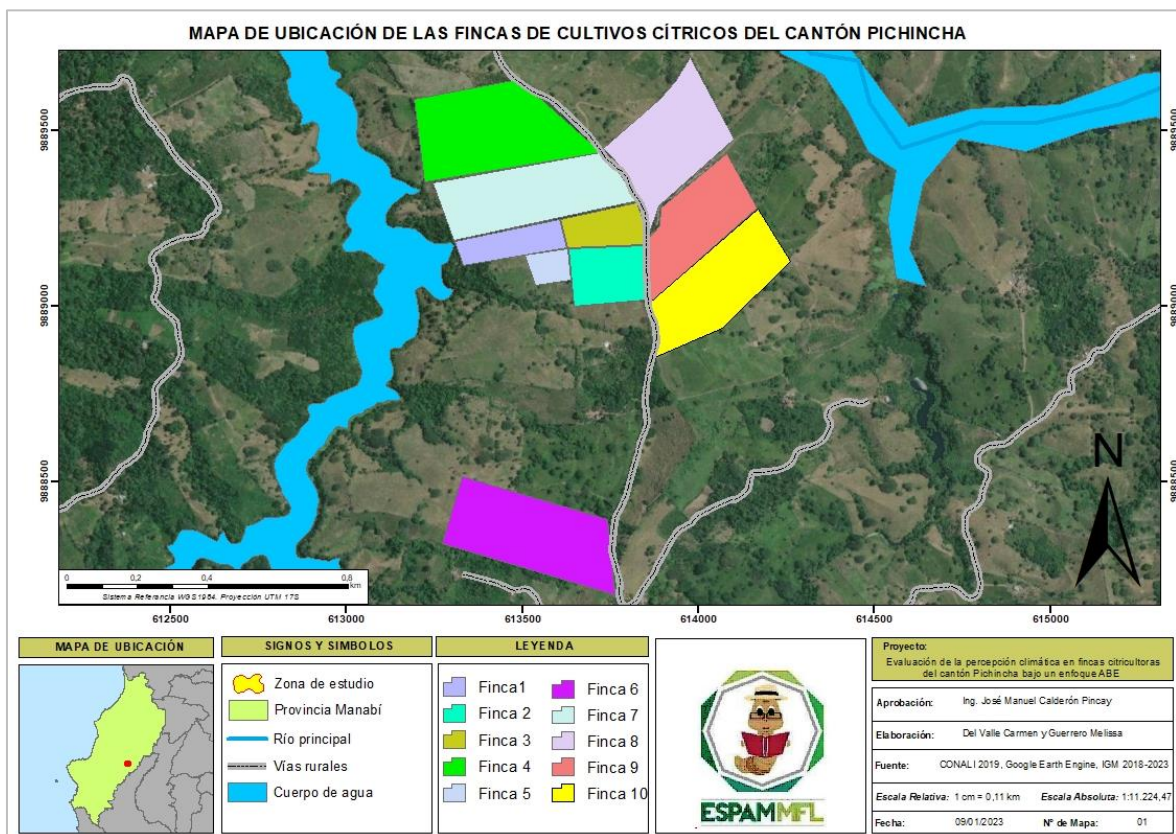 MAPA DE UBICACIÓN DE LAS FINCAS DE CULTIVOS CÍTRICOS DEL CANTÓN PICHINCHA
9889500
9889000
9888500
9889500
9889000
9888500
N
0 0,2 0,4 0,8
km
Sistema Referencia WGS1984. Proyección UTM 17S
612500 613000 613500 614000 614500 615000
MAPA DE UBICACIÓN
SIGNOS Y SIMBOLOS
Zona de estudio
Provincia Manabí
Río principal
Vías rurales
Cuerpo de agua
LEYENDA
Finca1
Finca 2
Finca 3
Finca 4
Finca 5
Finca 6
Finca 7
Finca 8
Finca 9
Finca 10
ESPAMMFL
Proyecto:
Evaluación de la percepción climática en fincas citricultoras
del cantón Pichincha bajo un enfoque ABE
Aprobación: Ing. José Manuel Calderón Pincay
Elaboración: Del Valle Carmen y Guerrero Melissa
Fuente: CONALI 2019, Google Earth Engine, IGM 2018-2023
Escala Relativa: 1 cm = 0,11 km Escala Absoluta: 1:11.224,47
Fecha: 09/01/2023 N° de Mapa: 01